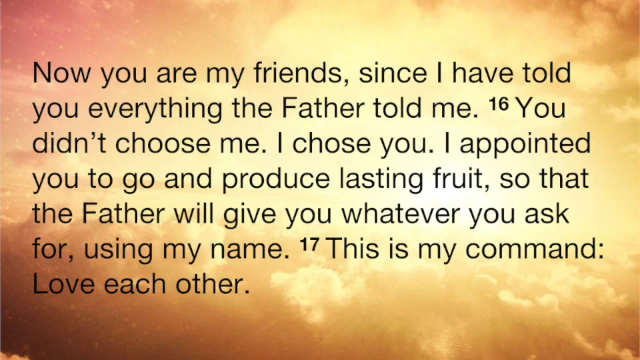 Now you are my friends, since I have told
you everything the Father told me. 16 You
didn’t choose me. I chose you. I appointed
you to go and produce lasting fruit, so that
the Father will give you whatever you ask
for, using my name. 17 This is my command:
Love each other.